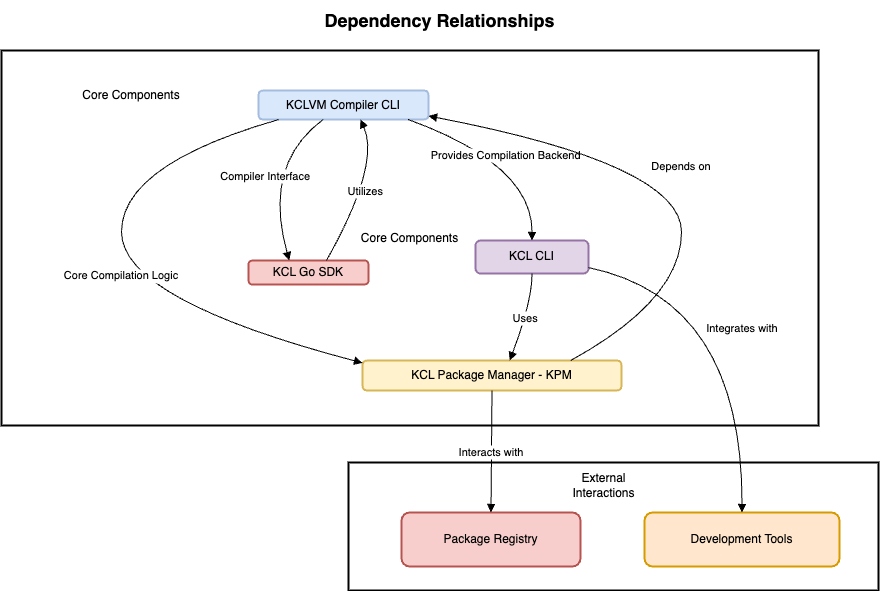 Dependency Relationships
Core Components
KCLVM Compiler CLI
Provides Compilation Backend
Depends on
Compiler Interface
Utilizes
Core Components
KCL CLI
KCL Go SDK
Core Compilation Logic
Uses
Integrates with
KCL Package Manager - KPM
Interacts with
External
Interactions
Package Registry
Development Tools